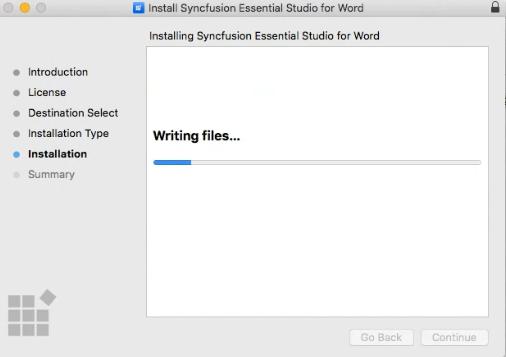 Install Syncfusion Essential Studio for Word
Installing Syncfusion Essential Studio for Word
Introduction
License
Destination Select
Installation Type
Installation
Summary
Writing files...
Go Back
Continue